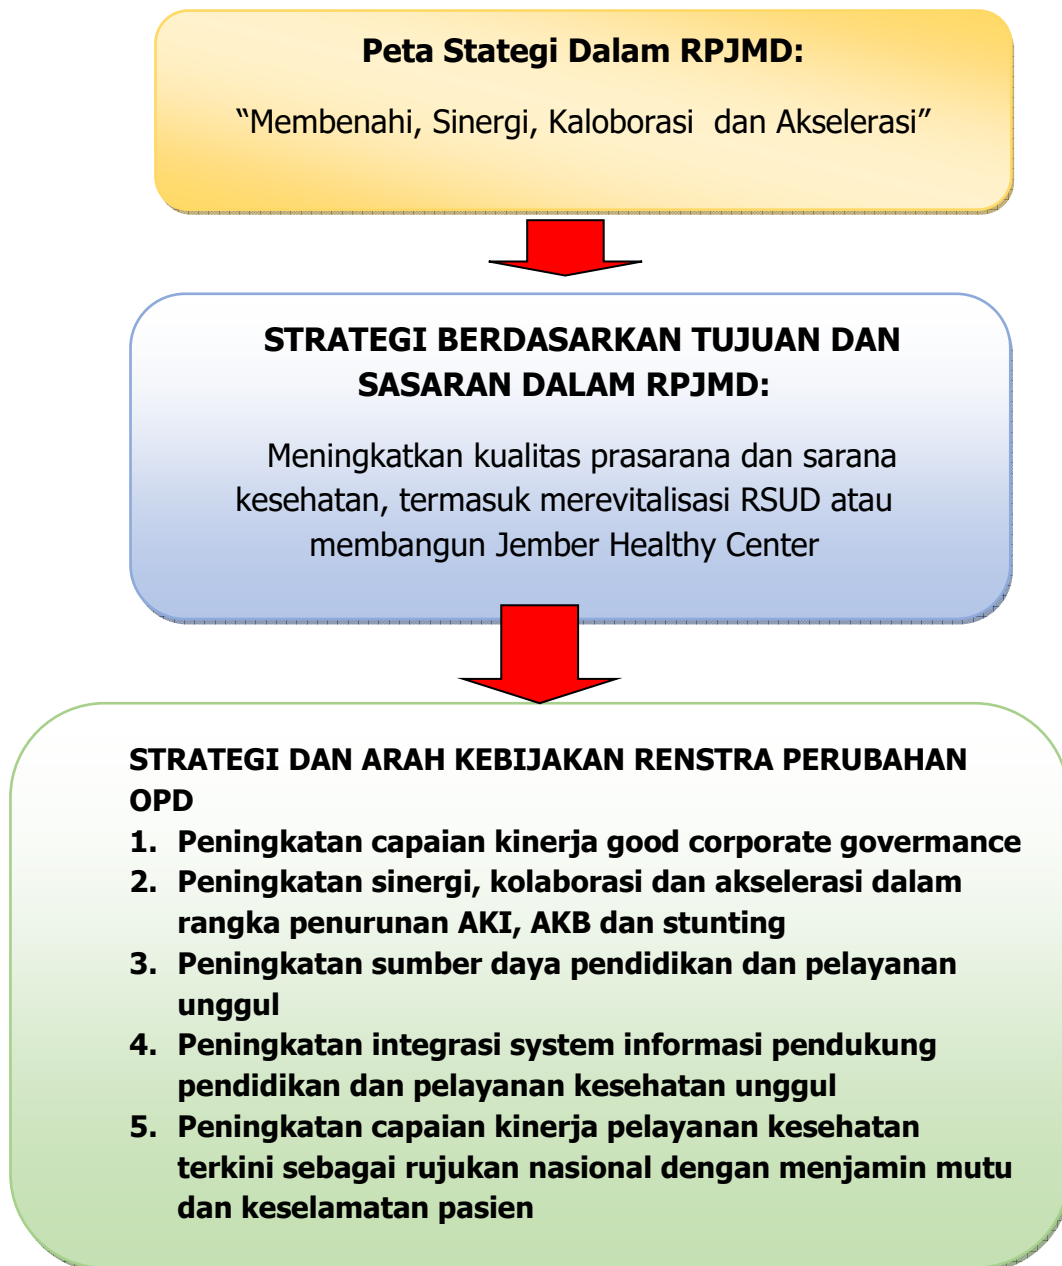 Peta Stategi Dalam RPJMD:
“Membenahi, Sinergi, Kaloborasi dan Akselerasi”
STRATEGI BERDASARKAN TUJUAN DAN
SASARAN DALAM RPJMD:
Meningkatkan kualitas prasarana dan sarana
kesehatan, termasuk merevitalisasi RSUD atau
membangun Jember Healthy Center
STRATEGI DAN ARAH KEBIJAKAN RENSTRA PERUBAHAN
OPD
1. Peningkatan capaian kinerja good corporate govermance
2. Peningkatan sinergi, kolaborasi dan akselerasi dalam
rangka penurunan AKI, AKB dan stunting
3. Peningkatan sumber daya pendidikan dan pelayanan
unggul
4. Peningkatan integrasi system informasi pendukung
pendidikan dan pelayanan kesehatan unggul
5. Peningkatan capaian kinerja pelayanan kesehatan
terkini sebagai rujukan nasional dengan menjamin mutu
dan keselamatan pasien